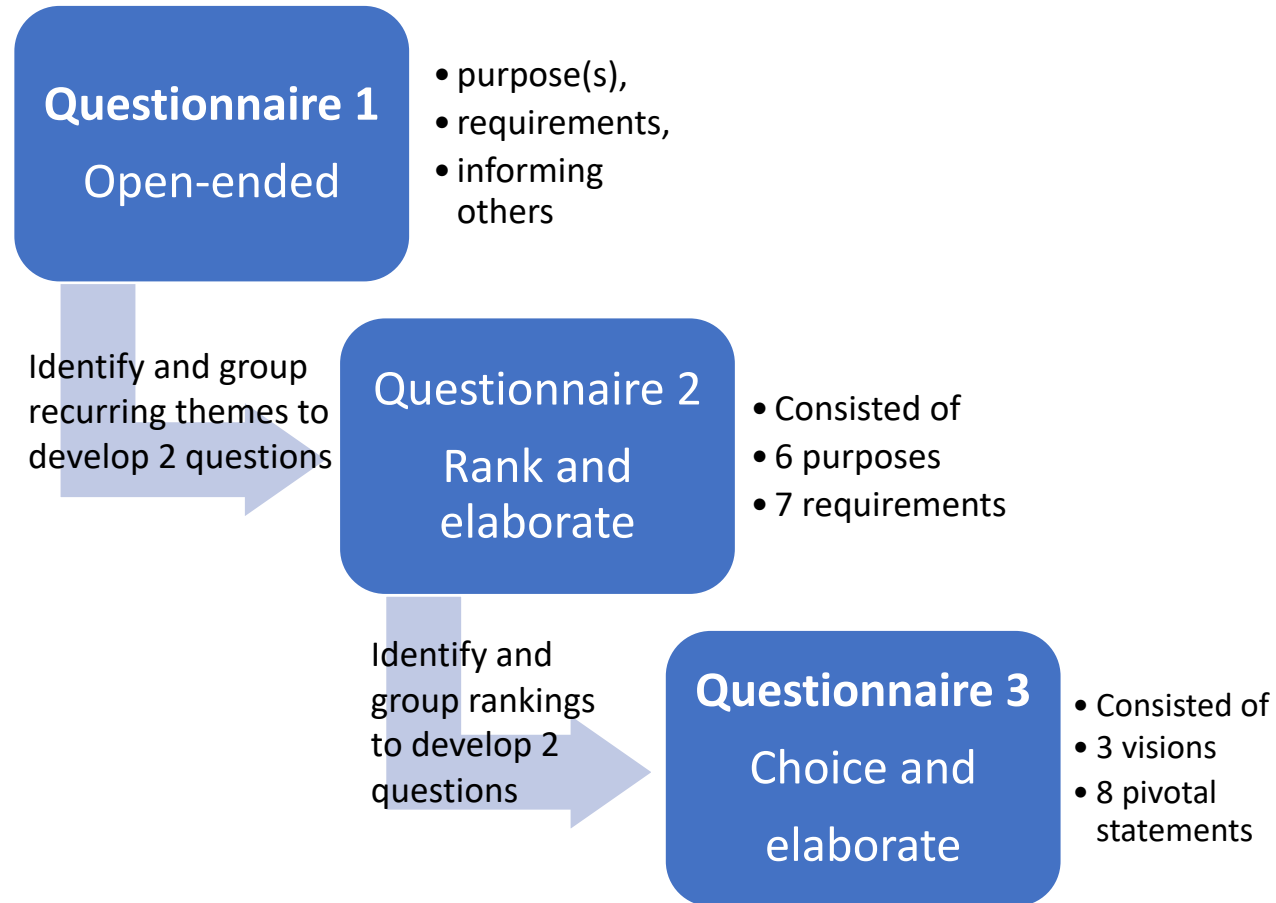 Questionnaire 1
Open-ended
• purpose(s),
• requirements,
• informing
others
Identify and group
recurring themes to
develop 2 questions
Questionnaire 2
Rank and
elaborate
• Consisted of
• 6 purposes
• 7 requirements
Identify and
group rankings
to develop 2
questions
Questionnaire 3
Choice and
elaborate
• Consisted of
• 3 visions
• 8 pivotal
statements